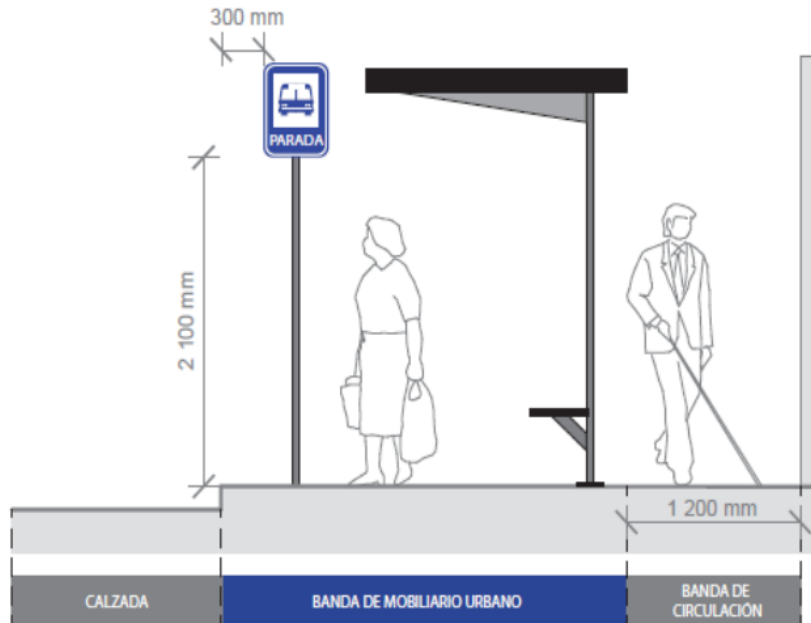 300 mm
PARADA
2 100 mm
1 200 mm
CALZADA
BANDA DE MOBILIARIO URBANO
BANDA DE
CIRCULACIÓN